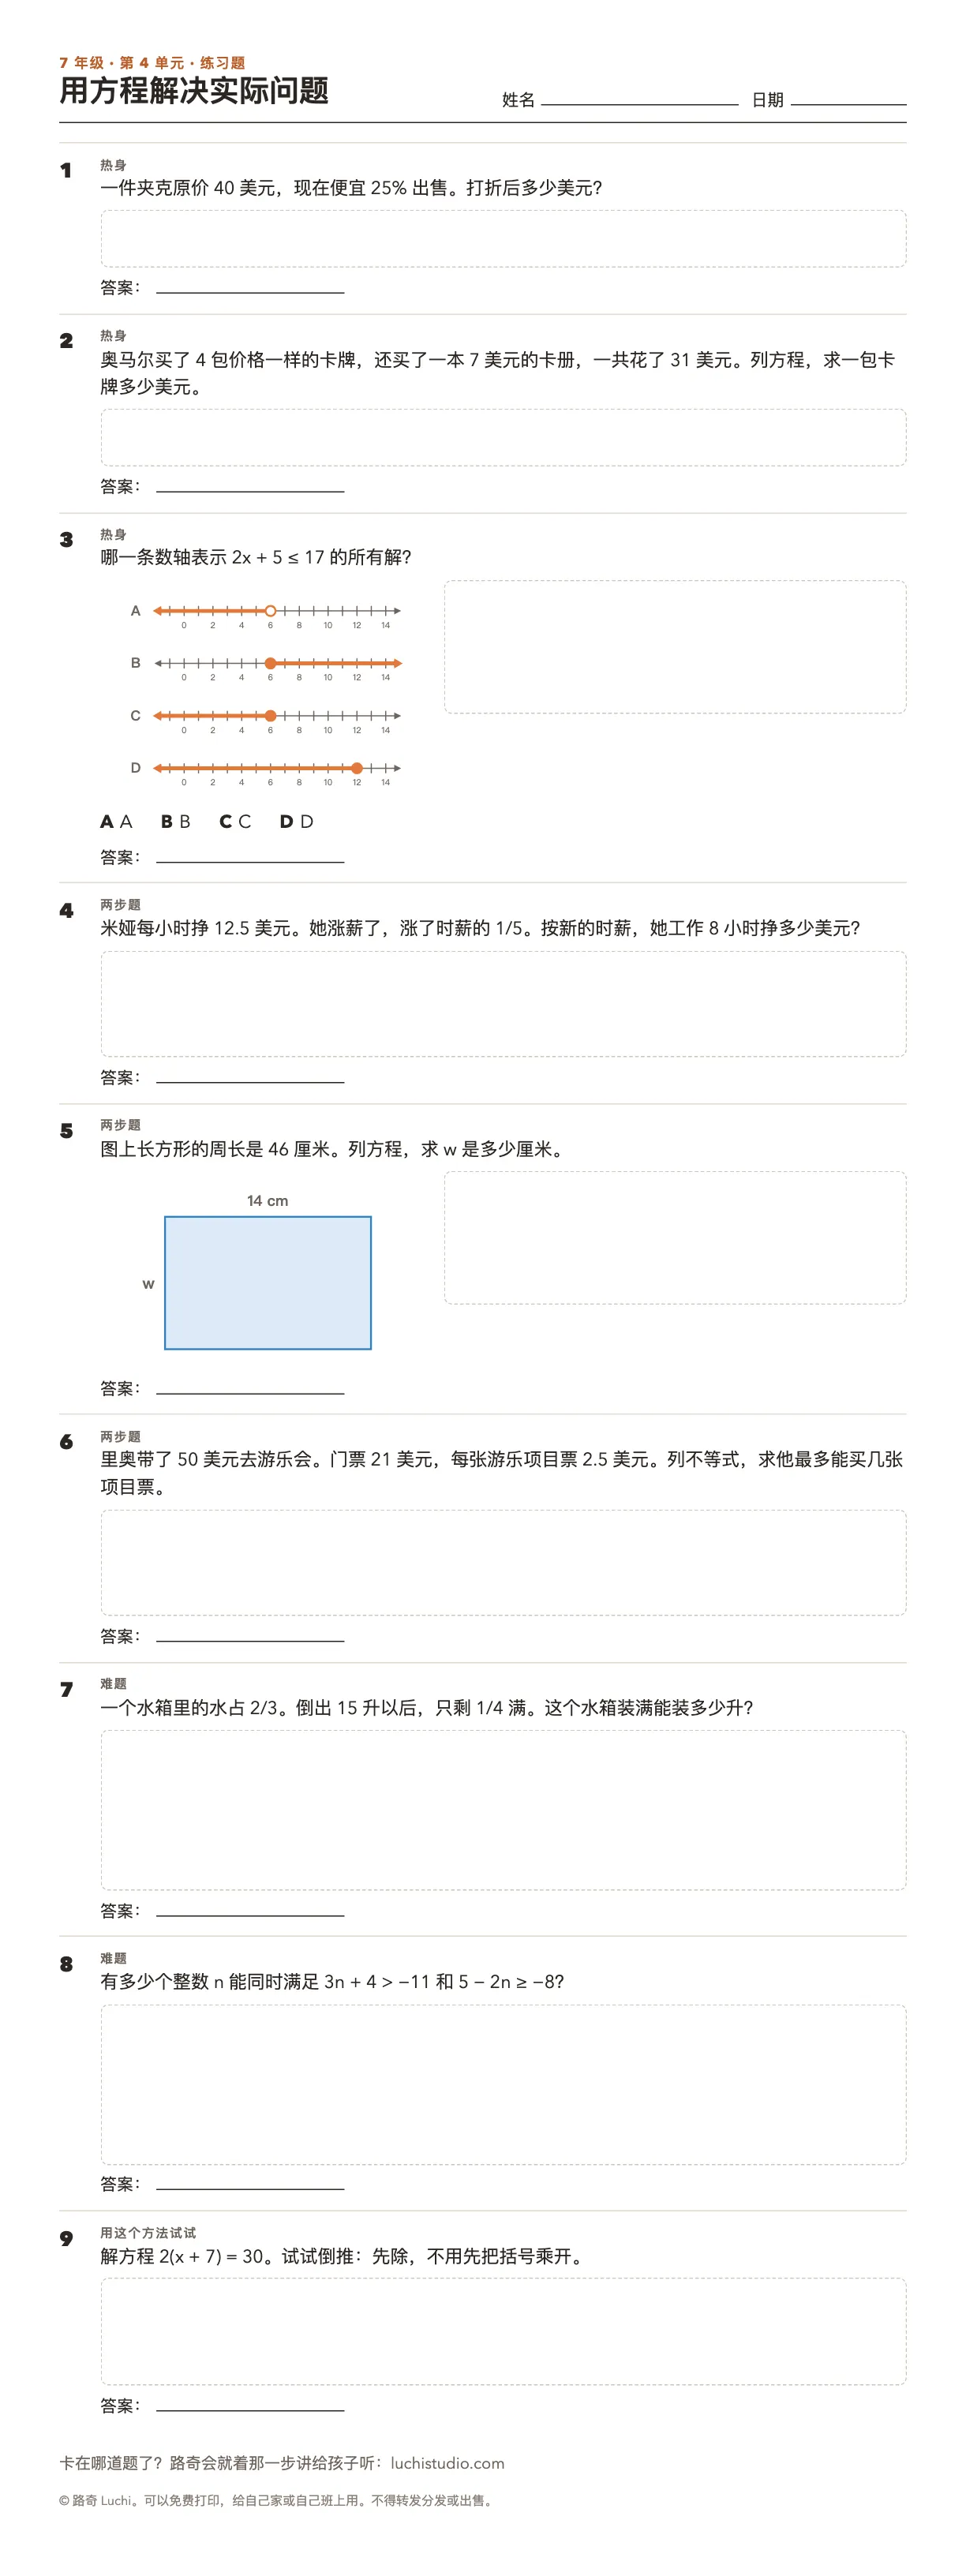 7 年级 · 第 4 单元 · 练习题
用方程解决实际问题
姓名 日期
1
热身
一件夹克原价 40 美元，现在便宜 25% 出售。打折后多少美元？
答案：
2
热身
奥马尔买了 4 包价格一样的卡牌，还买了一本 7 美元的卡册，一共花了 31 美元。列方程，求一包卡
牌多少美元。
答案：
3
热身
哪一条数轴表示 2x + 5 ≤ 17 的所有解？
A
0 2 4 6 8 10 12 14
B
0 2 4 6 8 10 12 14
C
0 2 4 6 8 10 12 14
D
0 2 4 6 8 10 12 14
A A B B C C D D
答案：
4
两步题
米娅每小时挣 12.5 美元。她涨薪了，涨了时薪的 1/5。按新的时薪，她工作 8 小时挣多少美元？
答案：
5
两步题
图上长方形的周长是 46 厘米。列方程，求 w 是多少厘米。
14 cm
w
答案：
6
两步题
里奥带了 50 美元去游乐会。门票 21 美元，每张游乐项目票 2.5 美元。列不等式，求他最多能买几张
项目票。
答案：
7
难题
一个水箱里的水占 2/3。倒出 15 升以后，只剩 1/4 满。这个水箱装满能装多少升？
答案：
8
难题
有多少个整数 n 能同时满足 3n + 4 > −11 和 5 − 2n ≥ −8？
答案：
9
用这个方法试试
解方程 2(x + 7) = 30。试试倒推：先除，不用先把括号乘开。
答案：
卡在哪道题了？路奇会就着那一步讲给孩子听：luchistudio.com
© 路奇 Luchi。可以免费打印，给自己家或自己班上用。不得转发分发或出售。